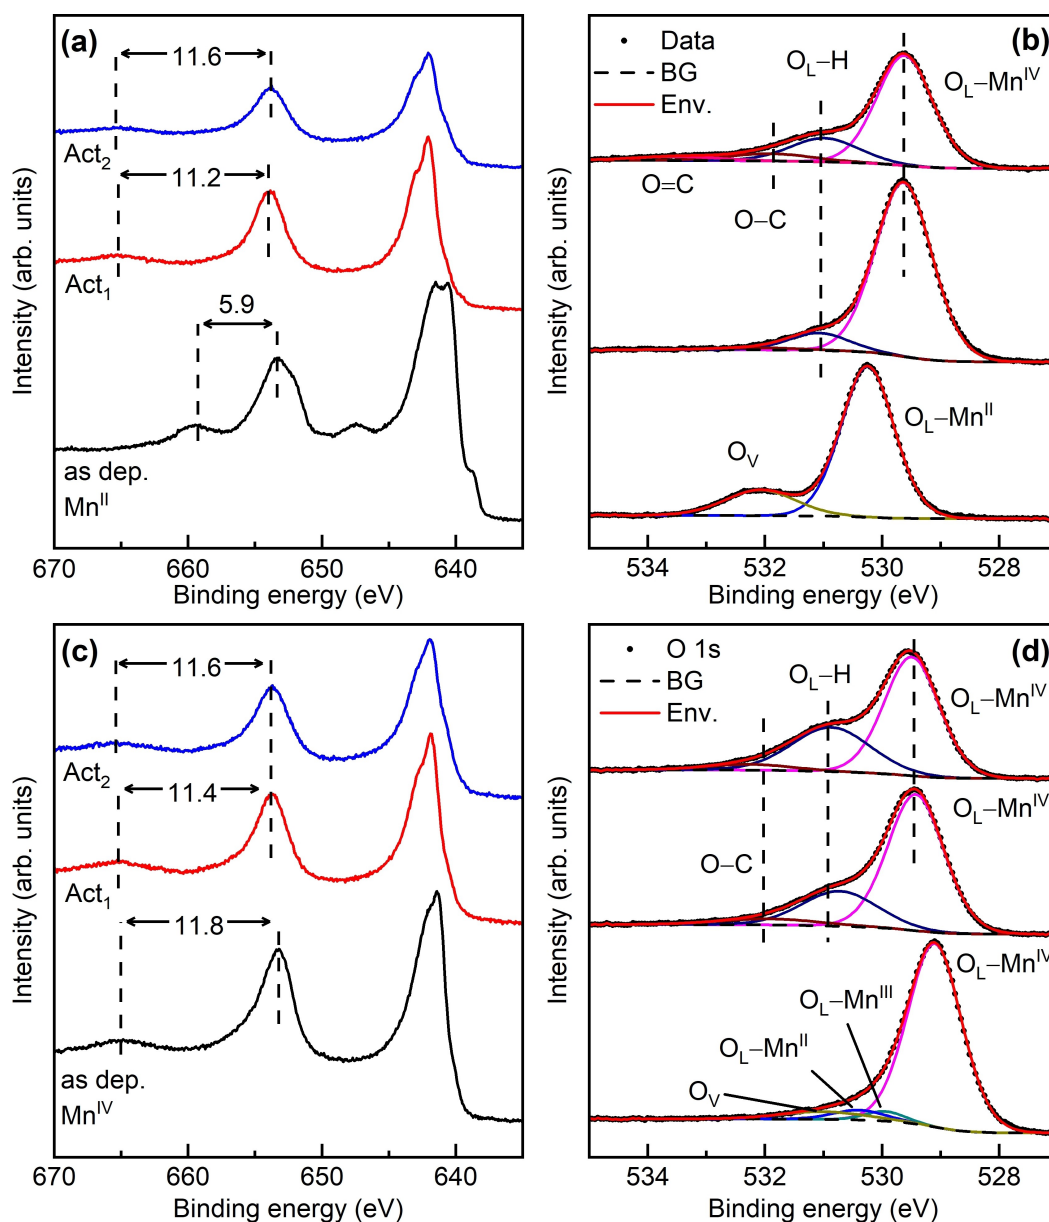 (a)
11.6
Act2
11.2
Act1
5.9
as dep.
MnII
Intensity (arb. units)
670 660 650 640
Binding energy (eV)
(b)
Data
BG
Env.
OL–H
OL–MnIV
O=C
O–C
OL–MnII
OV
Intensity (arb. units)
534 532 530 528
Binding energy (eV)
(c)
11.6
Act2
11.4
Act1
11.8
as dep.
MnIV
Intensity (arb. units)
670 660 650 640
Binding energy (eV)
(d)
O 1s
BG
Env.
OL–H
OL–MnIV
OL–MnIV
O–C
OL–MnIV
OL–MnIII
OL–MnII
OV
Intensity (arb. units)
534 532 530 528
Binding energy (eV)